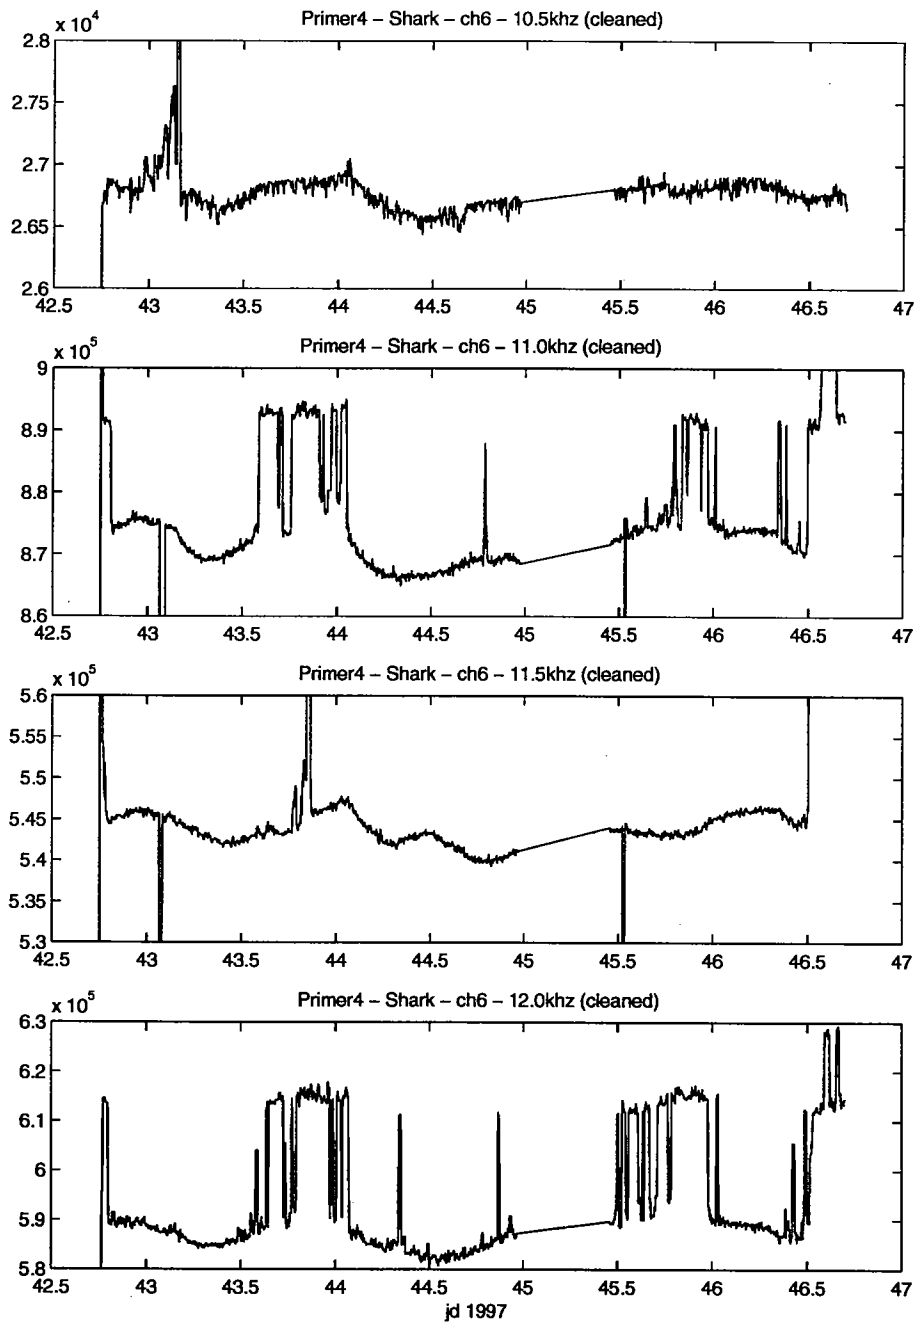 Primer4 – Shark – ch6 – 10.5khz (cleaned)
x 10^4
2.8
2.75
2.7
2.65
2.6
42.5 43 43.5 44 44.5 45 45.5 46 46.5 47
Primer4 – Shark – ch6 – 11.0khz (cleaned)
x 10^5
9
8.9
8.8
8.7
8.6
42.5 43 43.5 44 44.5 45 45.5 46 46.5 47
Primer4 – Shark – ch6 – 11.5khz (cleaned)
x 10^5
5.6
5.55
5.5
5.45
5.4
5.35
5.3
42.5 43 43.5 44 44.5 45 45.5 46 46.5 47
Primer4 – Shark – ch6 – 12.0khz (cleaned)
x 10^5
6.3
6.2
6.1
6
5.9
5.8
42.5 43 43.5 44 44.5 45 45.5 46 46.5 47
jd 1997